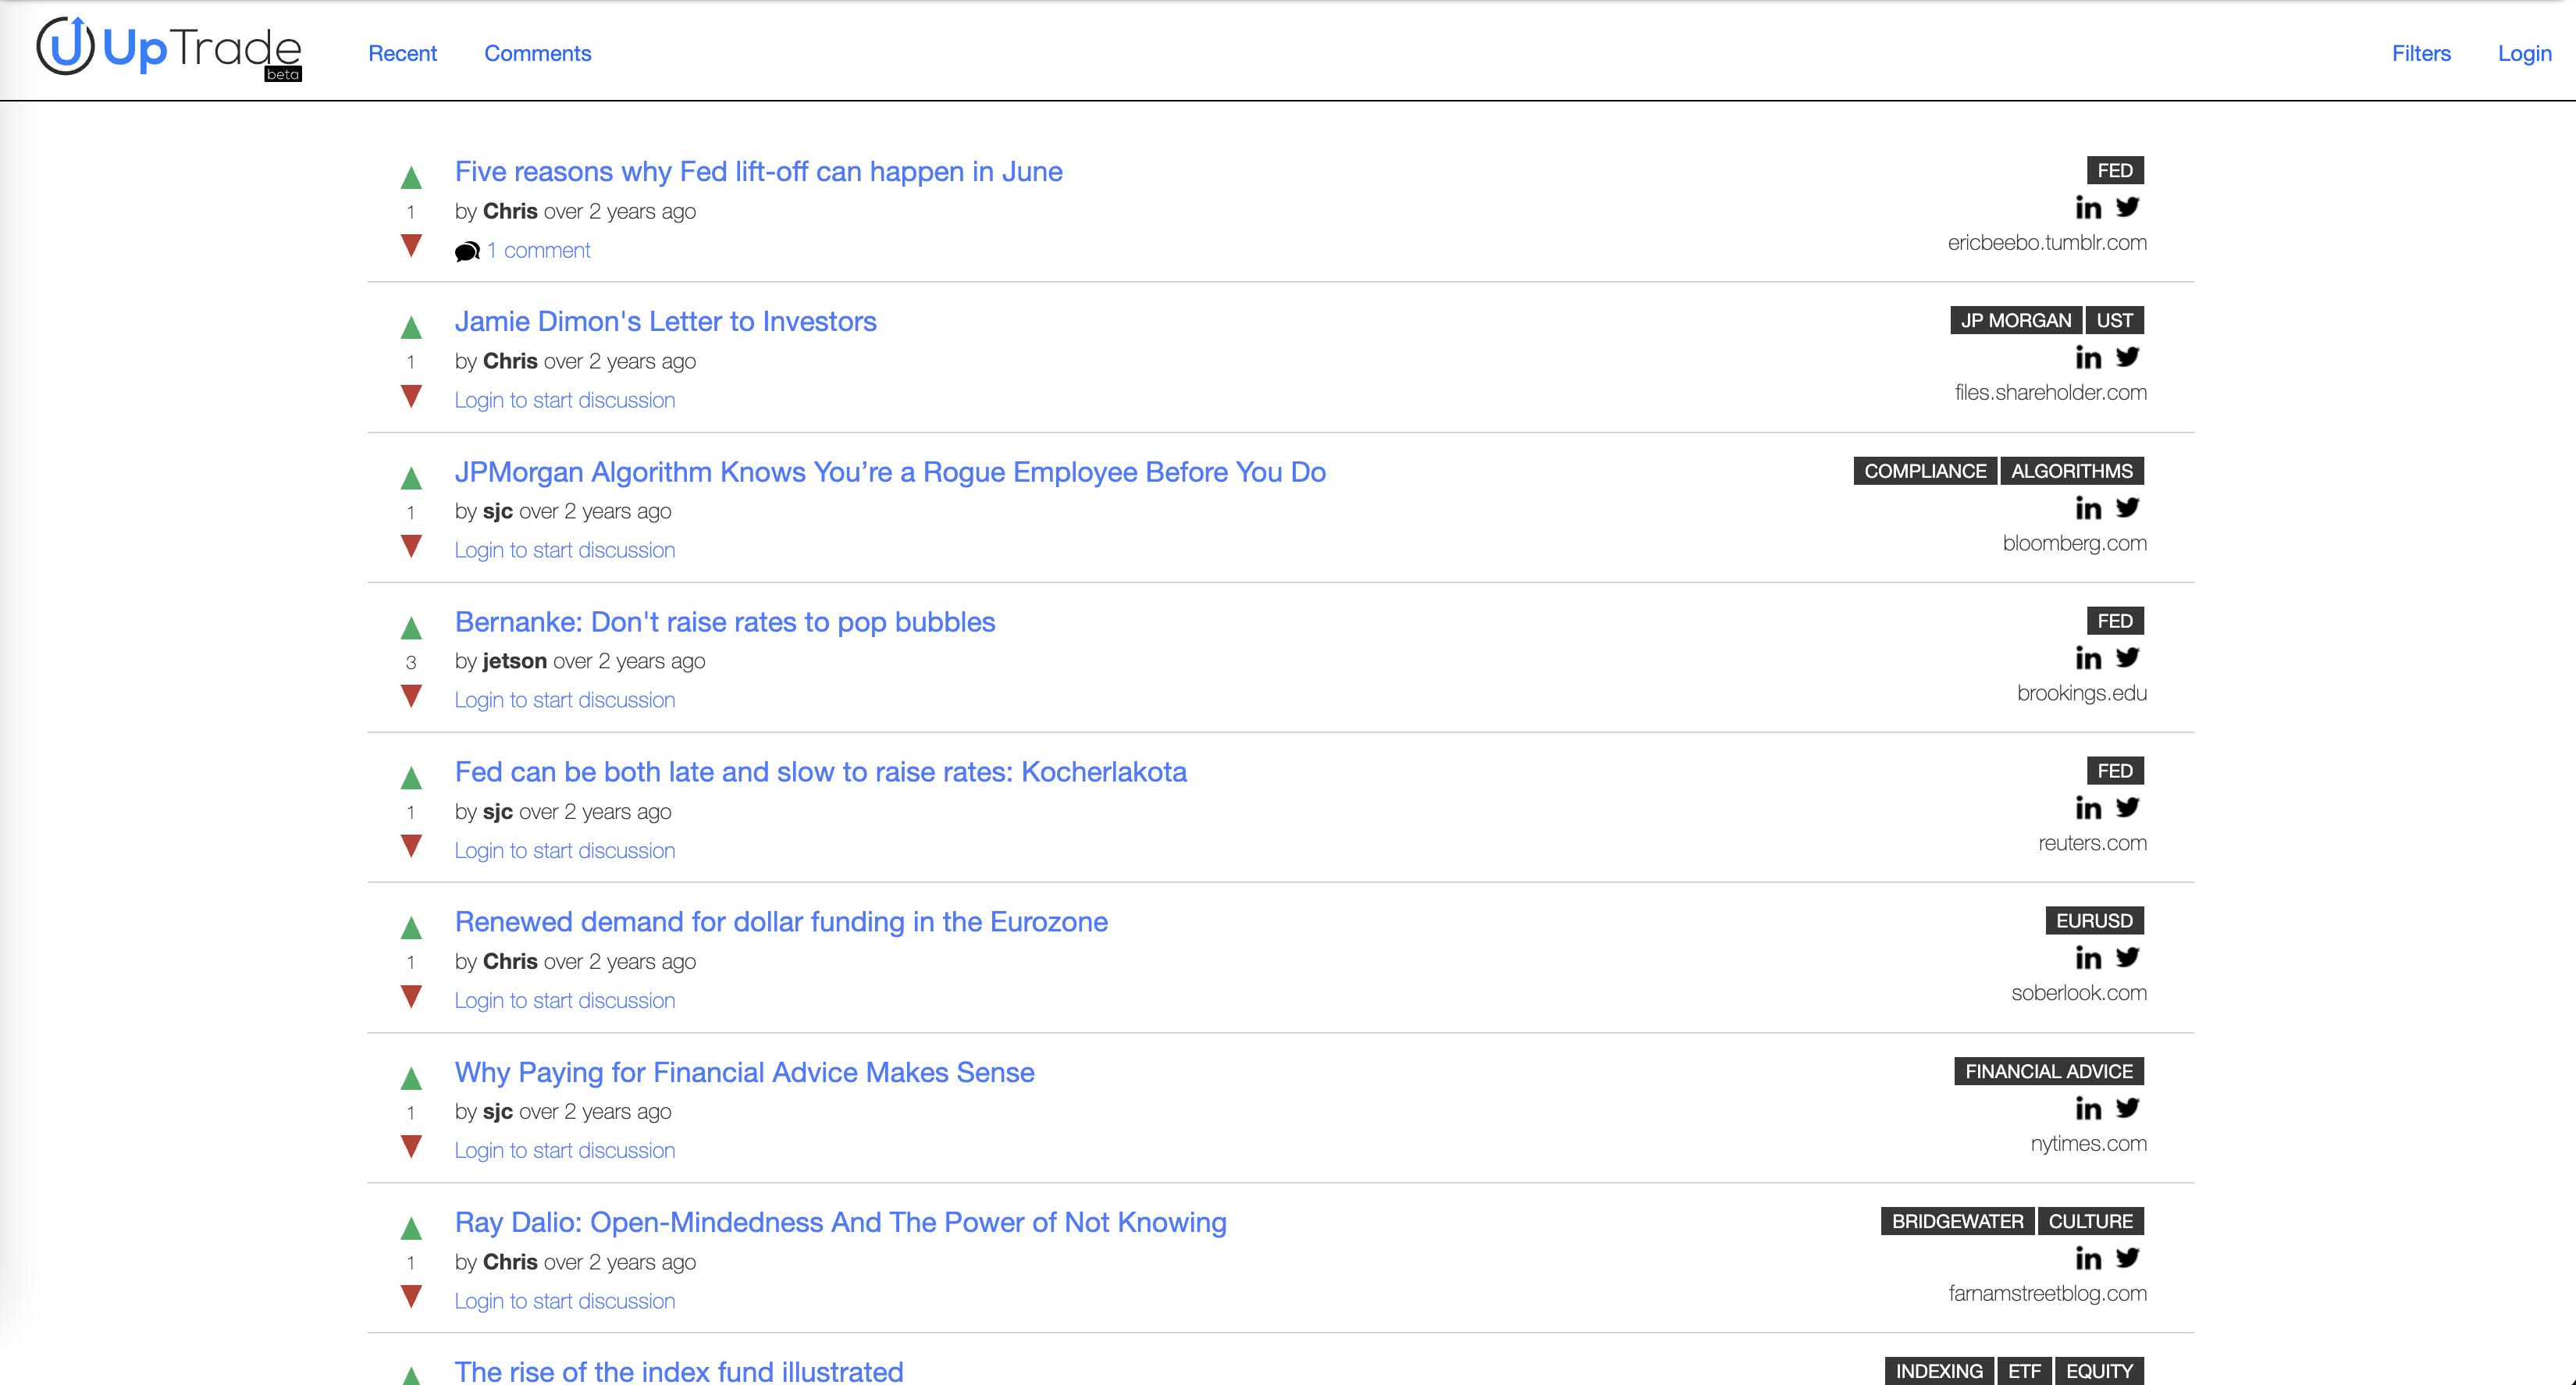 UpTrade
beta
Recent
Comments
Filters
Login
Five reasons why Fed lift-off can happen in June
FED
1
by Chris over 2 years ago
1 comment
ericbeebo.tumblr.com
Jamie Dimon's Letter to Investors
JP MORGAN UST
1
by Chris over 2 years ago
Login to start discussion
files.shareholder.com
JPMorgan Algorithm Knows You’re a Rogue Employee Before You Do
COMPLIANCE ALGORITHMS
1
by sjc over 2 years ago
Login to start discussion
bloomberg.com
Bernanke: Don't raise rates to pop bubbles
FED
3
by jetson over 2 years ago
Login to start discussion
brookings.edu
Fed can be both late and slow to raise rates: Kocherlakota
FED
1
by sjc over 2 years ago
Login to start discussion
reuters.com
Renewed demand for dollar funding in the Eurozone
EURUSD
1
by Chris over 2 years ago
Login to start discussion
soberlook.com
Why Paying for Financial Advice Makes Sense
FINANCIAL ADVICE
1
by sjc over 2 years ago
Login to start discussion
nytimes.com
Ray Dalio: Open-Mindedness And The Power of Not Knowing
BRIDGEWATER CULTURE
1
by Chris over 2 years ago
Login to start discussion
farnamstreetblog.com
The rise of the index fund illustrated
INDEXING ETF EQUITY